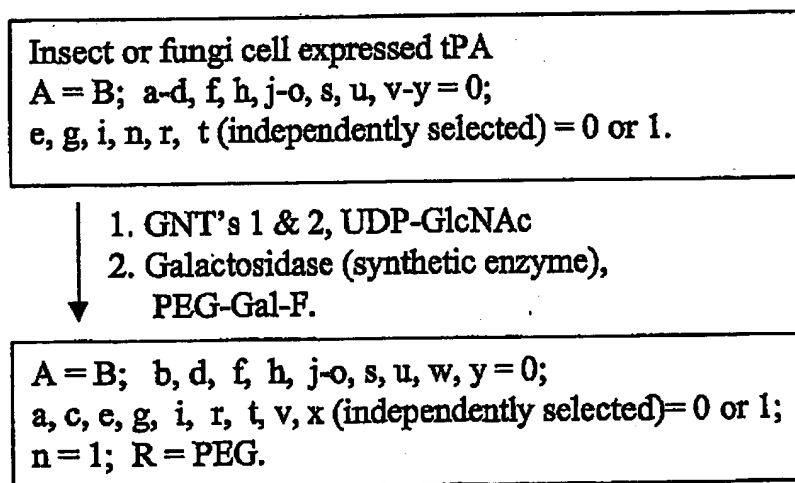 Insect or fungi cell expressed tPA
A = B; a-d, f, h, j-o, s, u, v-y = 0;
e, g, i, n, r, t (independently selected) = 0 or 1.
1. GNT's 1 & 2, UDP-GlcNAc
2. Galactosidase (synthetic enzyme),
PEG-Gal-F.
A = B; b, d, f, h, j-o, s, u, w, y = 0;
a, c, e, g, i, r, t, v, x (independently selected)= 0 or 1;
n = 1; R = PEG.